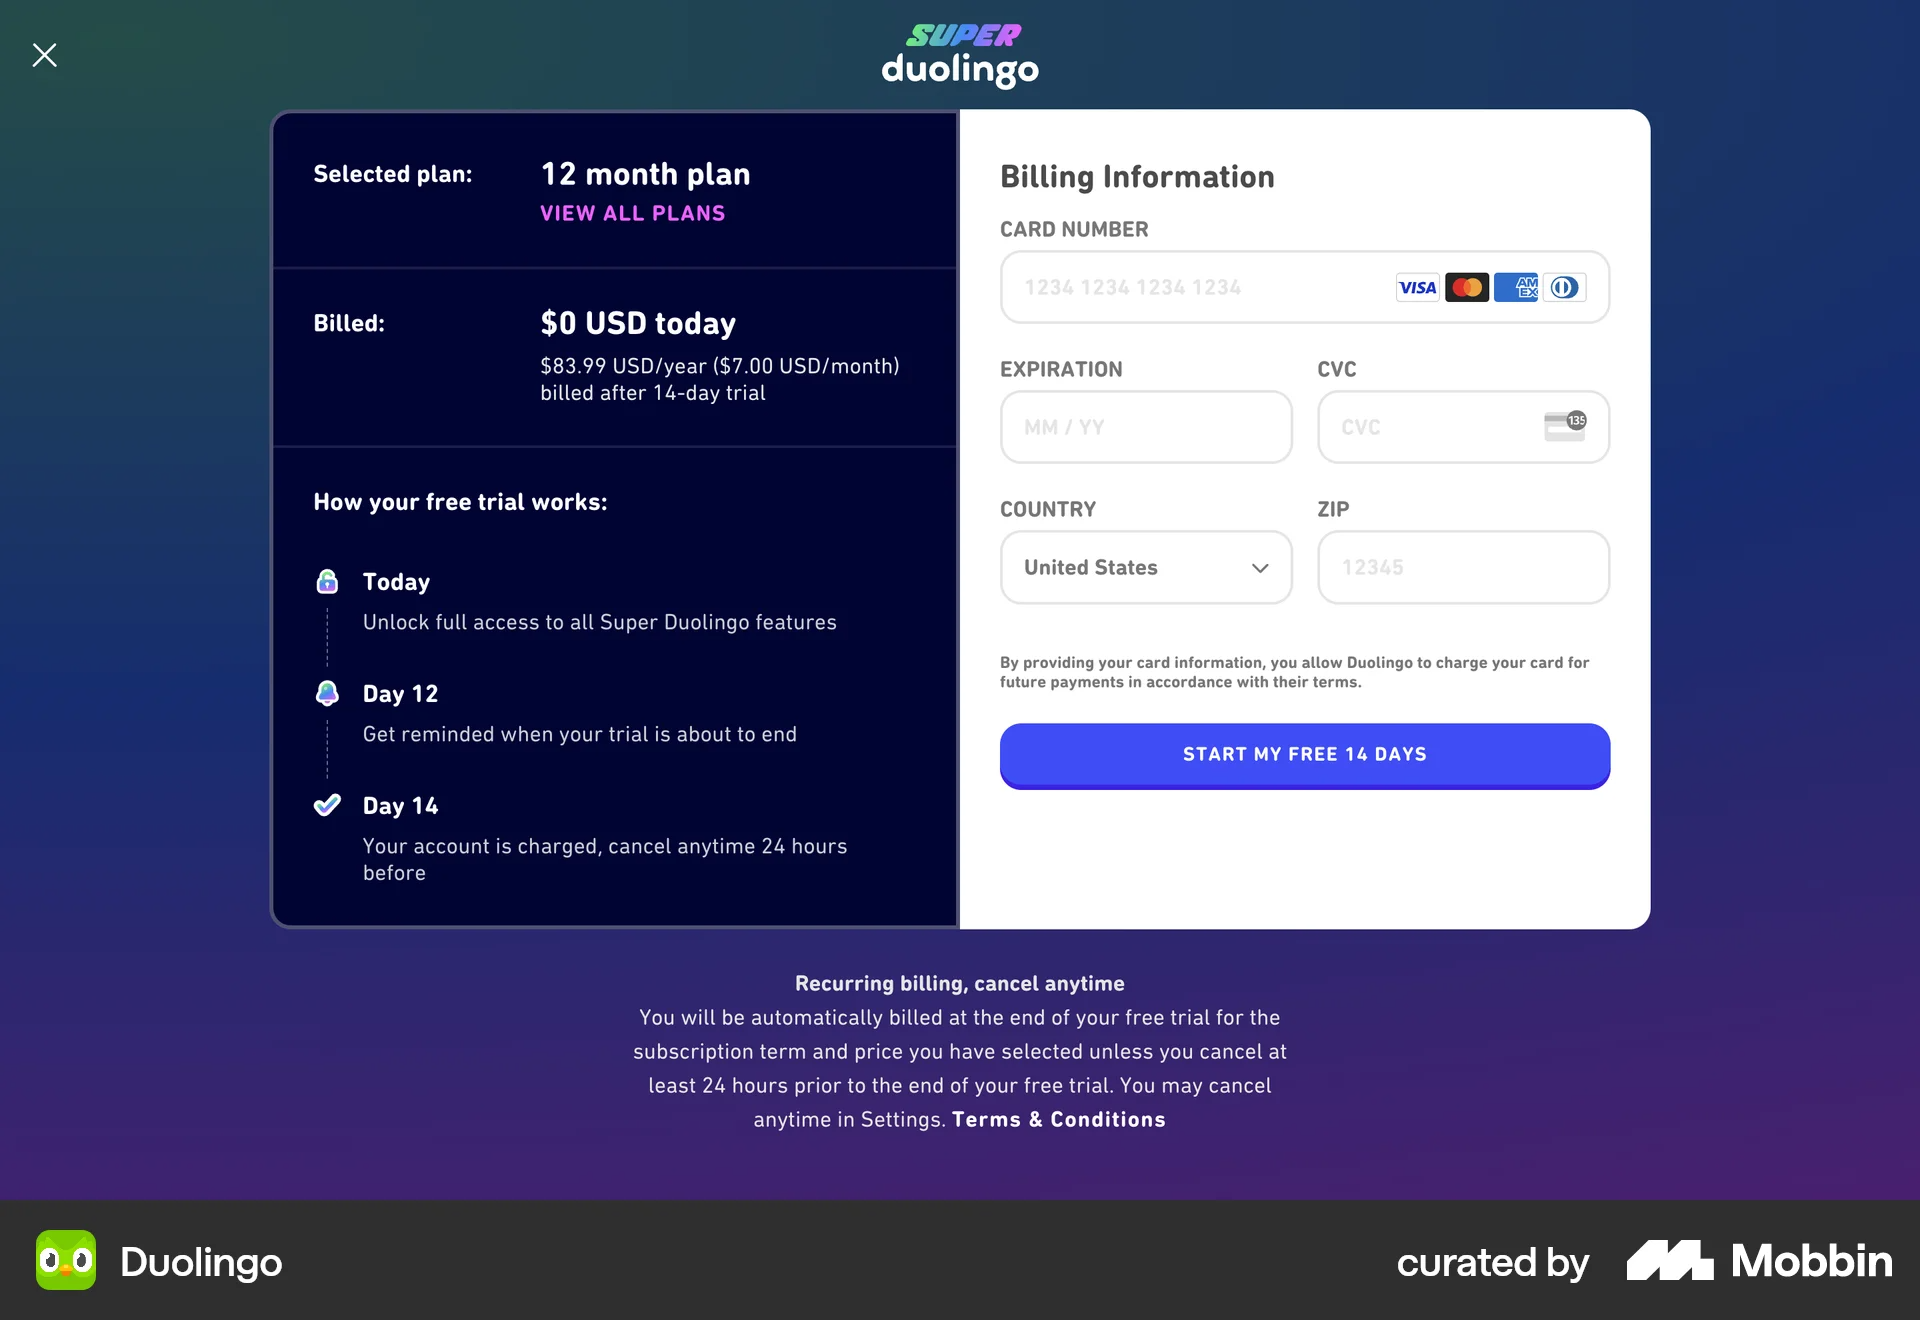 SUPER
duolingo
Selected plan:
12 month plan
VIEW ALL PLANS
Billed:
$0 USD today
$83.99 USD/year ($7.00 USD/month)
billed after 14-day trial
How your free trial works:
Today
Unlock full access to all Super Duolingo features
Day 12
Get reminded when your trial is about to end
Day 14
Your account is charged, cancel anytime 24 hours
before
Billing Information
CARD NUMBER
1234 1234 1234 1234
VISA
AM
EX
EXPIRATION
CVC
MM / YY
CVC
135
COUNTRY
ZIP
United States
12345
By providing your card information, you allow Duolingo to charge your card for
future payments in accordance with their terms.
START MY FREE 14 DAYS
Recurring billing, cancel anytime
You will be automatically billed at the end of your free trial for the
subscription term and price you have selected unless you cancel at
least 24 hours prior to the end of your free trial. You may cancel
anytime in Settings. Terms & Conditions
Duolingo
curated by
Mobbin